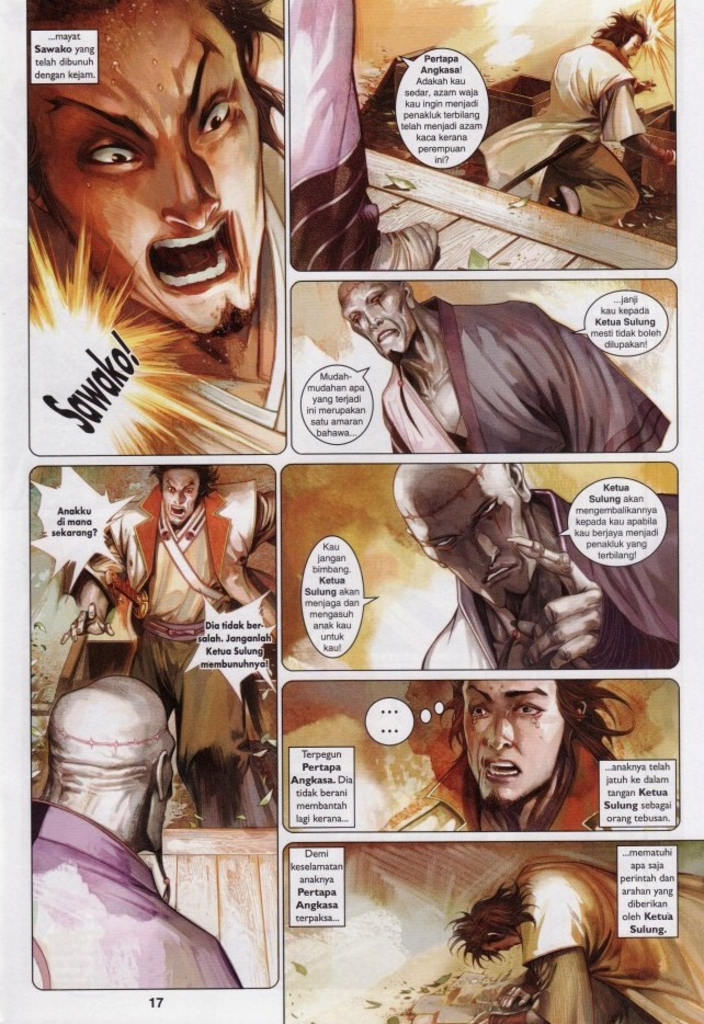 ...mayat
Sawako yang
telah dibunuh
dengan kejam.
Sawako!
Pertapa
Angkasa!
Adakah kau
sedar, azam waja
kau ingin menjadi
penakluk terbilang
telah menjadi azam
kaca kerana
perempuan
ini?
Mudah-
mudahan apa
yang terjadi
ini merupakan
satu amaran
bahawa...
...janji
kau kepada
Ketua Sulung
mesti tidak boleh
dilupakan!
Anakku
di mana
sekarang?
Dia tidak ber-
salah. Janganlah
Ketua Sulung
membunuhnya!
Kau
jangan
bimbang.
Ketua
Sulung akan
menjaga dan
mengasuh
anak kau
untuk
kau!
Ketua
Sulung akan
mengembalikannya
kepada kau apabila
kau berjaya menjadi
penakluk yang
terbilang!
...
...
Terpegun
Pertapa
Angkasa. Dia
tidak berani
membantah
lagi kerana...
...anaknya telah
jatuh ke dalam
tangan Ketua
Sulung sebagai
orang tebusan.
Demi
keselamatan
anaknya
Pertapa
Angkasa
terpaksa...
...mematuhi
apa saja
perintah dan
arahan yang
diberikan
oleh Ketua
Sulung.
17